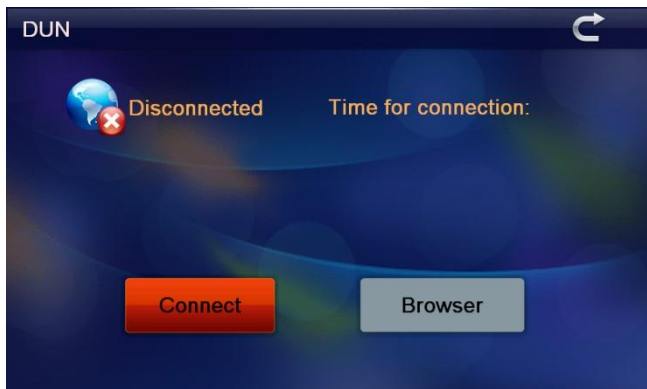 DUN
Disconnected
Time for connection:
Connect
Browser